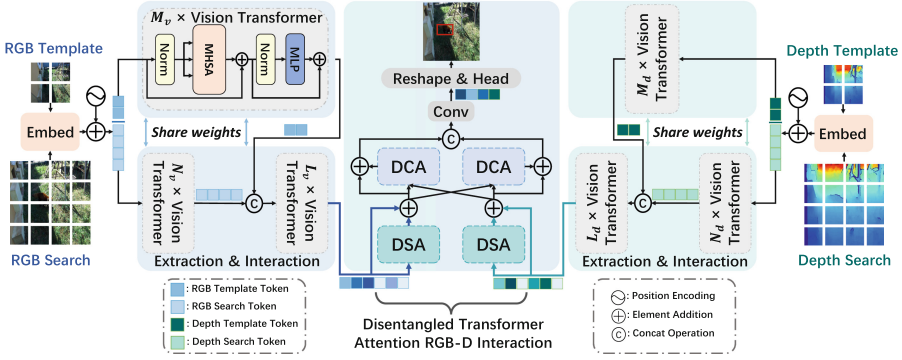 M_v × Vision Transformer
RGB Template
Norm
MHSA
Norm
MLP
Embed
Share weights
N_v × Vision
Transformer
L_v × Vision
Transformer
C
RGB Search
Extraction & Interaction
Reshape & Head
Conv
C
DCA
DCA
DSA
DSA
Disentangled Transformer
Attention RGB-D Interaction
M_d × Vision
Transformer
Depth Template
Share weights
Embed
L_d × Vision
Transformer
C
N_d × Vision
Transformer
Extraction & Interaction
Depth Search
: RGB Template Token
: RGB Search Token
: Depth Template Token
: Depth Search Token
: Position Encoding
: Element Addition
C : Concat Operation